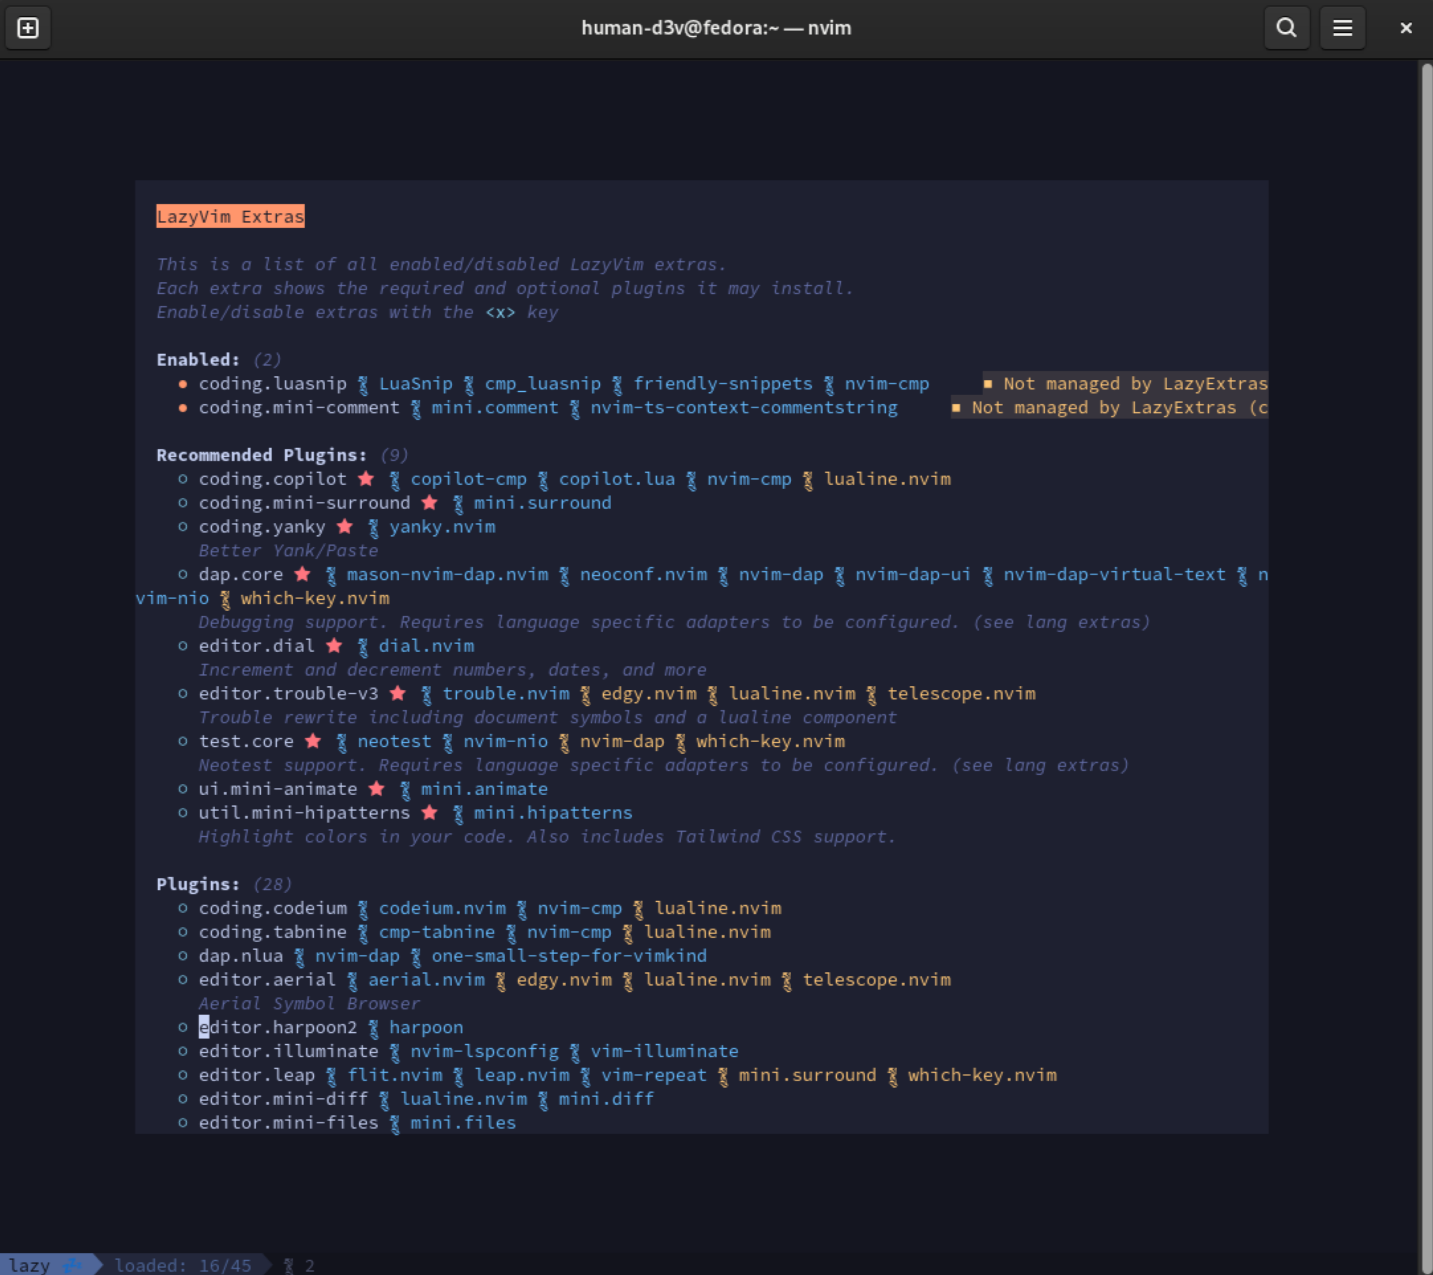 human-d3v@fedora:~ — nvim
LazyVim Extras
This is a list of all enabled/disabled LazyVim extras.
Each extra shows the required and optional plugins it may install.
Enable/disable extras with the <x> key
Enabled: (2)
● coding.luasnip LuaSnip cmp_luasnip friendly-snippets nvim-cmp ■ Not managed by LazyExtras
● coding.mini-comment mini.comment nvim-ts-context-commentstring ■ Not managed by LazyExtras (c
Recommended Plugins: (9)
○ coding.copilot ★ copilot-cmp copilot.lua nvim-cmp lualine.nvim
○ coding.mini-surround ★ mini.surround
○ coding.yanky ★ yanky.nvim
Better Yank/Paste
○ dap.core ★ mason-nvim-dap.nvim neoconf.nvim nvim-dap nvim-dap-ui nvim-dap-virtual-text n
vim-nio which-key.nvim
Debugging support. Requires language specific adapters to be configured. (see lang extras)
○ editor.dial ★ dial.nvim
Increment and decrement numbers, dates, and more
○ editor.trouble-v3 ★ trouble.nvim edgy.nvim lualine.nvim telescope.nvim
Trouble rewrite including document symbols and a lualine component
○ test.core ★ neotest nvim-nio nvim-dap which-key.nvim
Neotest support. Requires language specific adapters to be configured. (see lang extras)
○ ui.mini-animate ★ mini.animate
○ util.mini-hipatterns ★ mini.hipatterns
Highlight colors in your code. Also includes Tailwind CSS support.
Plugins: (28)
○ coding.codeium codeium.nvim nvim-cmp lualine.nvim
○ coding.tabnine cmp-tabnine nvim-cmp lualine.nvim
○ dap.nlua nvim-dap one-small-step-for-vimkind
○ editor.aerial aerial.nvim edgy.nvim lualine.nvim telescope.nvim
Aerial Symbol Browser
○ editor.harpoon2 harpoon
○ editor.illuminate nvim-lspconfig vim-illuminate
○ editor.leap flit.nvim leap.nvim vim-repeat mini.surround which-key.nvim
○ editor.mini-diff lualine.nvim mini.diff
○ editor.mini-files mini.files
lazy 💤 loaded: 16/45 2